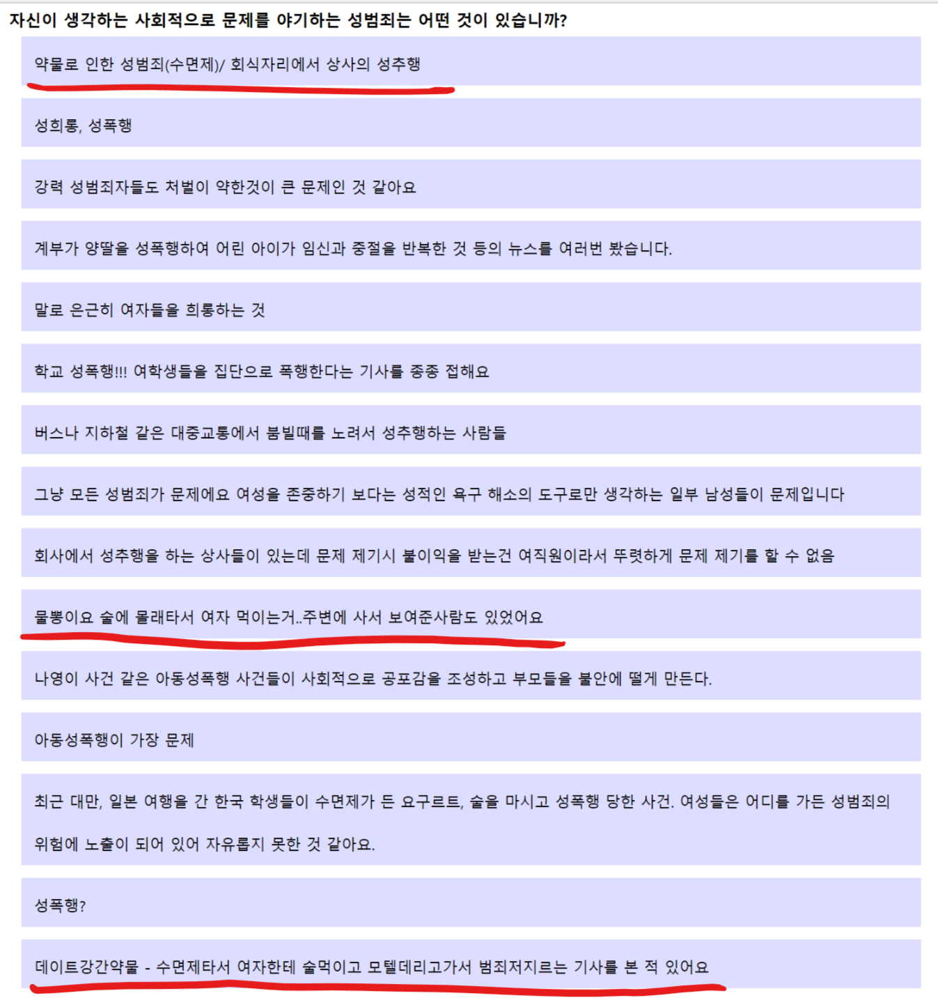 자신이 생각하는 사회적으로 문제를 야기하는 성범죄는 어떤 것이 있습니까?
약물로 인한 성범죄(수면제)/ 회식자리에서 상사의 성추행
성희롱, 성폭행
강력 성범죄자들도 처벌이 약한것이 큰 문제인 것 같아요
계부가 양딸을 성폭행하여 어린 아이가 임신과 중절을 반복한 것 등의 뉴스를 여러번 봤습니다.
말로 은근히 여자들을 희롱하는 것
학교 성폭행!!! 여학생들을 집단으로 폭행한다는 기사를 종종 접해요
버스나 지하철 같은 대중교통에서 붐빌때를 노려서 성추행하는 사람들
그냥 모든 성범죄가 문제에요 여성을 존중하기 보다는 성적인 욕구 해소의 도구로만 생각하는 일부 남성들이 문제입니다
회사에서 성추행을 하는 상사들이 있는데 문제 제기시 불이익을 받는건 여직원이라서 뚜렷하게 문제 제기를 할 수 없음
물뽕이요 술에 몰래타서 여자 먹이는거..주변에 사서 보여준사람도 있었어요
나영이 사건 같은 아동성폭행 사건들이 사회적으로 공포감을 조성하고 부모들을 불안에 떨게 만든다.
아동성폭행이 가장 문제
최근 대만, 일본 여행을 간 한국 학생들이 수면제가 든 요구르트, 술을 마시고 성폭행 당한 사건. 여성들은 어디를 가든 성범죄의
위험에 노출이 되어 있어 자유롭지 못한 것 같아요.
성폭행?
데이트강간약물 - 수면제타서 여자한테 술먹이고 모텔데리고가서 범죄저지르는 기사를 본 적 있어요